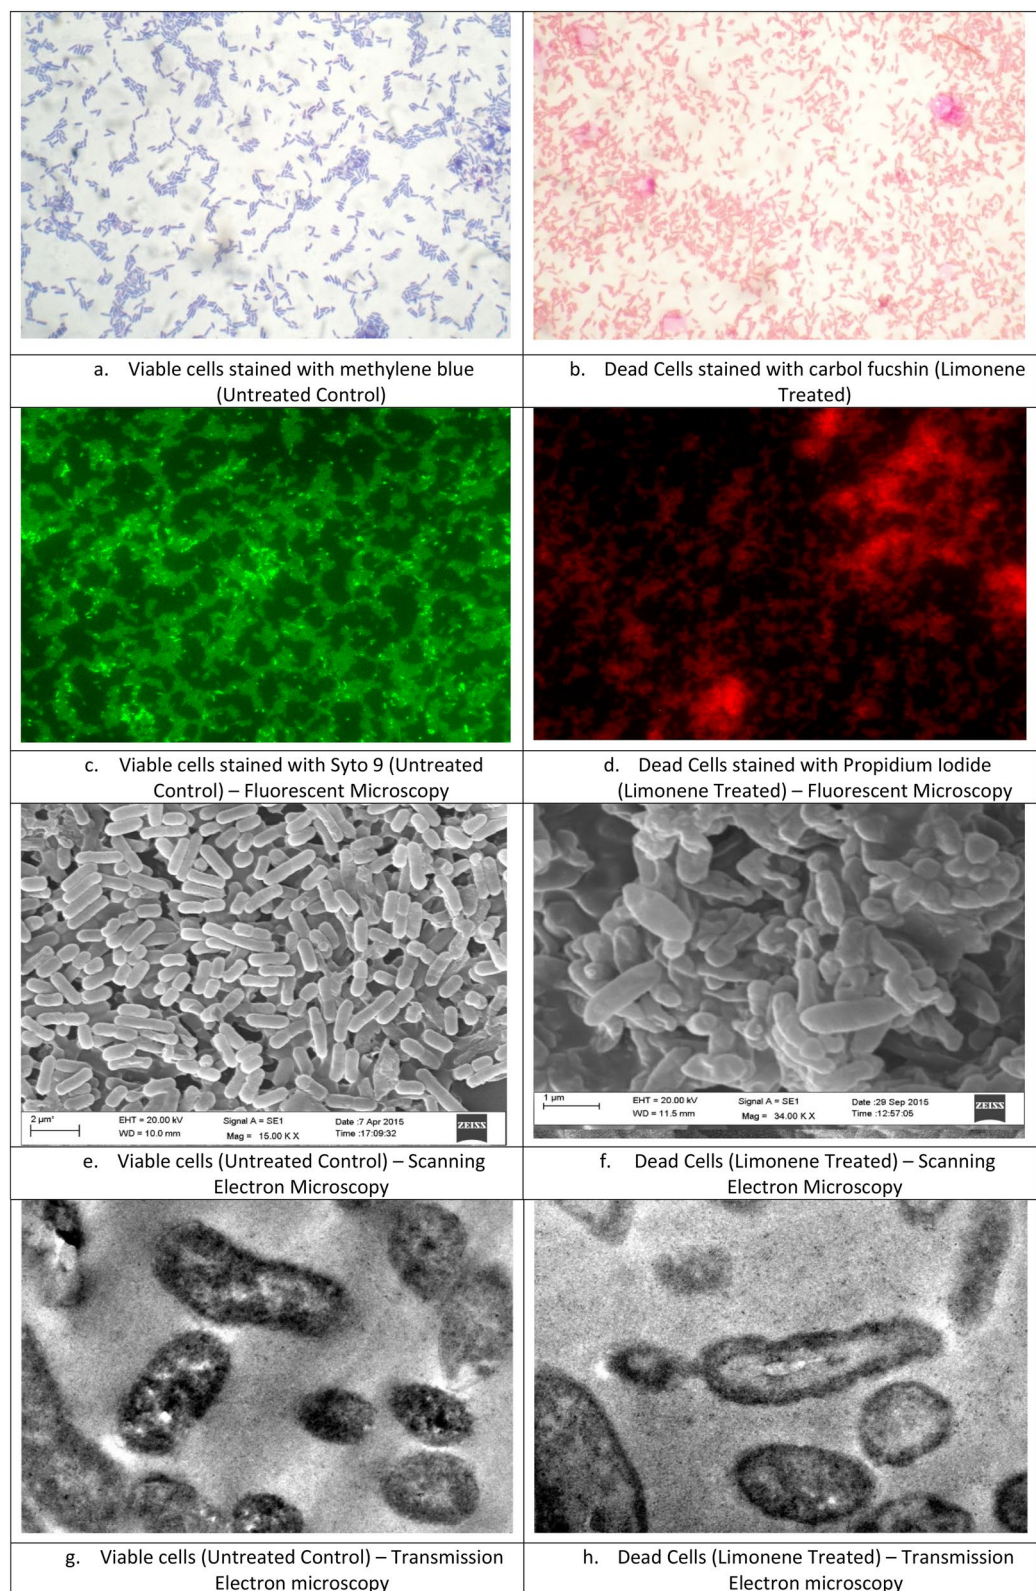 a. Viable cells stained with methylene blue
(Untreated Control)
b. Dead Cells stained with carbol fucshin (Limonene
Treated)
c. Viable cells stained with Syto 9 (Untreated
Control) – Fluorescent Microscopy
d. Dead Cells stained with Propidium Iodide
(Limonene Treated) – Fluorescent Microscopy
2 µm*
EHT = 20.00 kV
WD = 10.0 mm
Signal A = SE1
Mag = 15.00 K X
Date :7 Apr 2015
Time :17:09:32
ZEISS
1 µm
EHT = 20.00 kV
WD = 11.5 mm
Signal A = SE1
Mag = 34.00 K X
Date :29 Sep 2015
Time :12:57:05
ZEISS
e. Viable cells (Untreated Control) – Scanning
Electron Microscopy
f. Dead Cells (Limonene Treated) – Scanning
Electron Microscopy
g. Viable cells (Untreated Control) – Transmission
Electron microscopy
h. Dead Cells (Limonene Treated) – Transmission
Electron microscopy